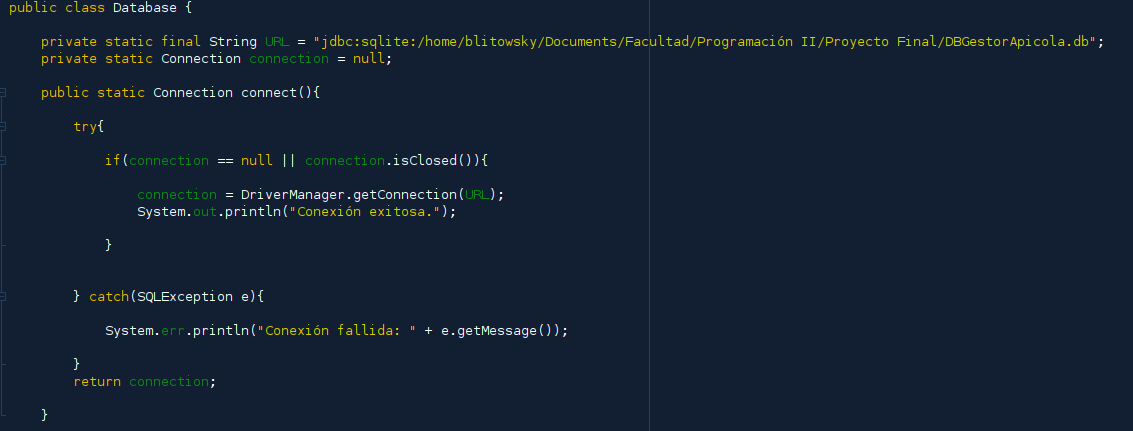 public class Database {
private static final String URL = "jdbc:sqlite:/home/blitowsky/Documents/Facultad/Programación II/Proyecto Final/DBGestorApicola.db";
private static Connection connection = null;
public static Connection connect(){
try{
if(connection == null || connection.isClosed()){
connection = DriverManager.getConnection(URL);
System.out.println("Conexión exitosa.");
}
} catch(SQLException e){
System.err.println("Conexión fallida: " + e.getMessage());
}
return connection;
}